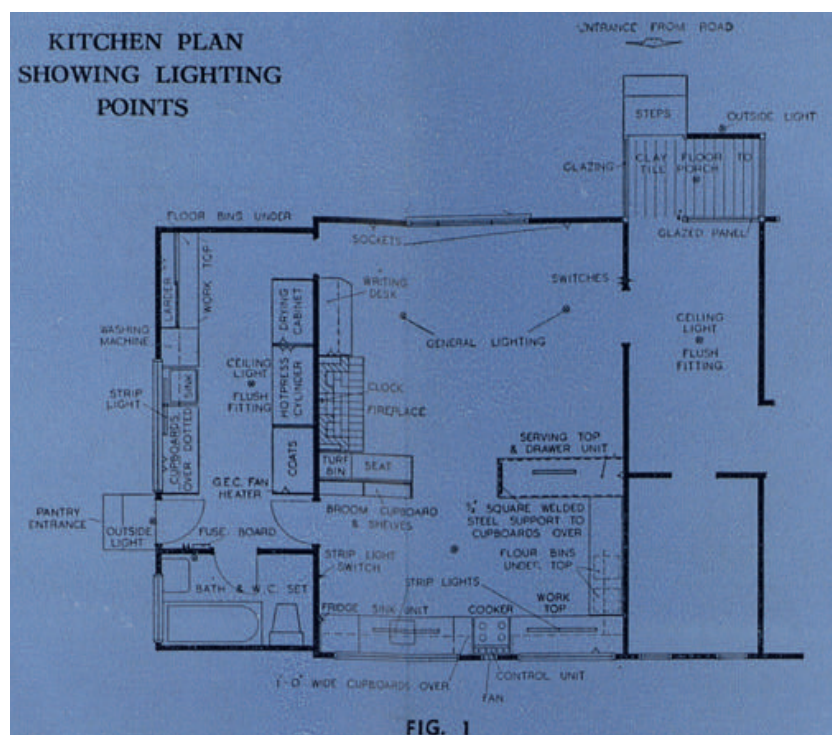 KITCHEN PLAN
SHOWING LIGHTING
POINTS
ENTRANCE FROM ROAD
STEPS
OUTSIDE LIGHT
GLAZING
CLAY FLOOR TO
TILE PORCH
GLAZED PANEL
FLOOR BINS UNDER
SOCKETS
LARDER
WORK TOP
WRITING
DESK
SWITCHES
DRYING
CABINET
WASHING
MACHINE
GENERAL LIGHTING
CEILING
LIGHT
FLUSH
FITTING
CEILING
LIGHT
FLUSH
FITTING
HOTPRESS
CYLINDER
SINK
STRIP
LIGHT
CLOCK
FIREPLACE
CUPBOARDS
OVER DOTTED
COATS
SERVING TOP
& DRAWER UNIT
TURF
BIN
SEAT
G.E.C. FAN
HEATER
BROOM CUPBOARD
& SHELVES
¾" SQUARE WELDED
STEEL SUPPORT TO
CUPBOARDS OVER
PANTRY
ENTRANCE
OUTSIDE
LIGHT
FUSE BOARD
STRIP LIGHT
SWITCH
FLOUR BINS
UNDER TOP
BATH & W.C. SET
STRIP LIGHTS
FRIDGE
SINK UNIT
COOKER
WORK
TOP
1'-0" WIDE CUPBOARDS OVER
CONTROL UNIT
FAN
FIG. 1